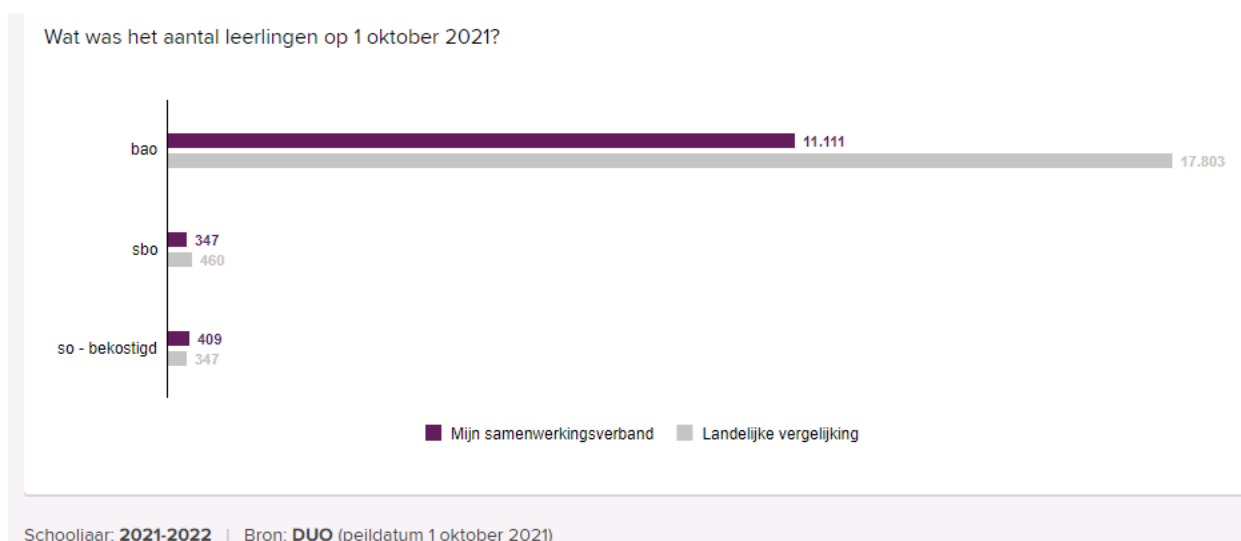 Wat was het aantal leerlingen op 1 oktober 2021?
bao
11.111
17.803
sbo
347
460
so - bekostigd
409
347
Mijn samenwerkingsverband
Landelijke vergelijking
Schooljaar: 2021-2022 | Bron: DUO (peildatum 1 oktober 2021)